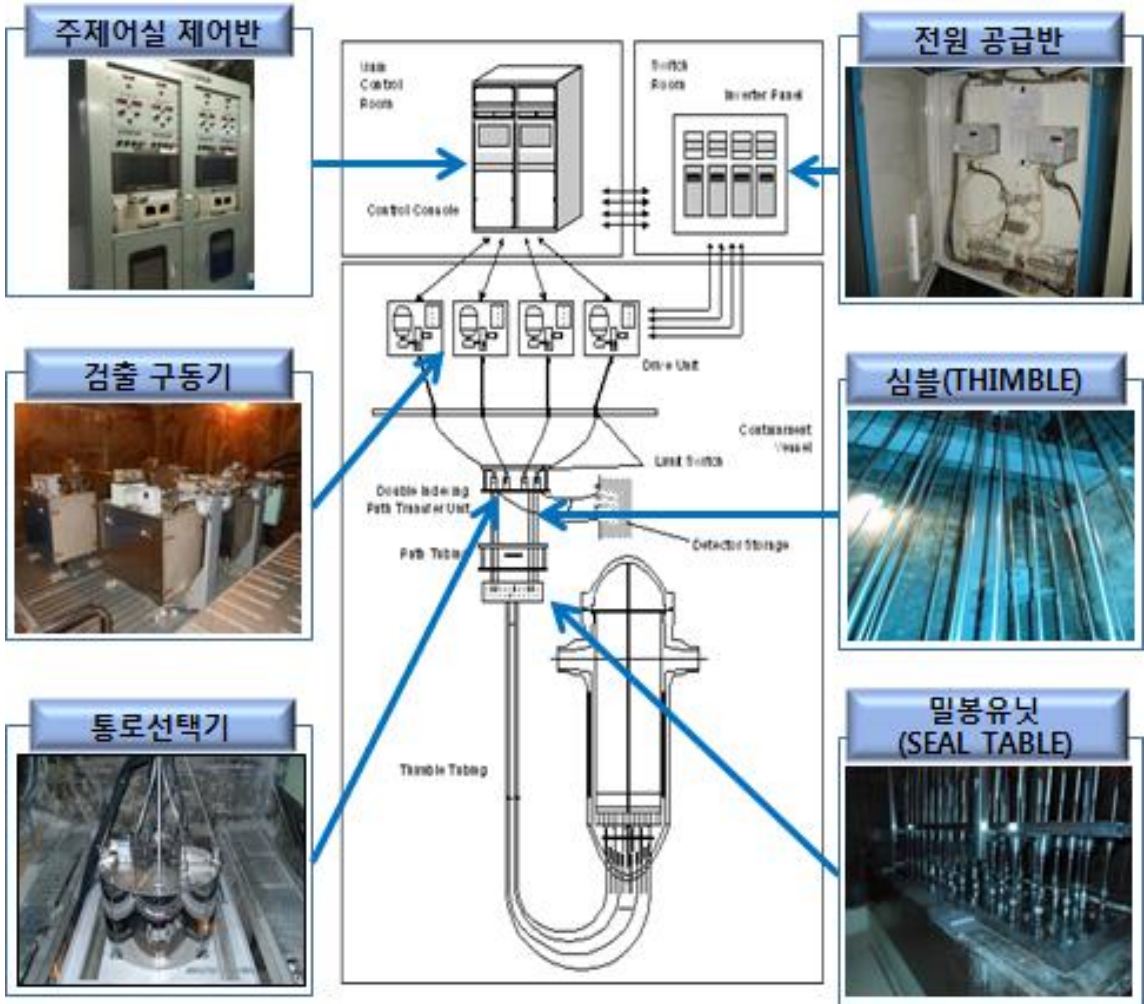 주제어실 제어반
전원 공급반
Main
Control
Room
Switch
Room
Inverter Panel
Control Console
검출 구동기
심블(THIMBLE)
Drive Unit
Containment
Vessel
Limit Switch
Double Indexing
Path Transfer Unit
Detector Storage
Path Tubing
통로선택기
밀봉유닛
(SEAL TABLE)
Thimble Tubing